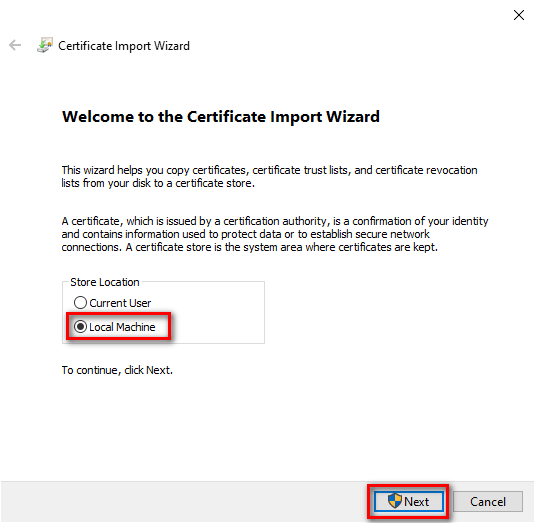 Certificate Import Wizard
Welcome to the Certificate Import Wizard
This wizard helps you copy certificates, certificate trust lists, and certificate revocation
lists from your disk to a certificate store.
A certificate, which is issued by a certification authority, is a confirmation of your identity
and contains information used to protect data or to establish secure network
connections. A certificate store is the system area where certificates are kept.
Store Location
Current User
Local Machine
To continue, click Next.
Next
Cancel